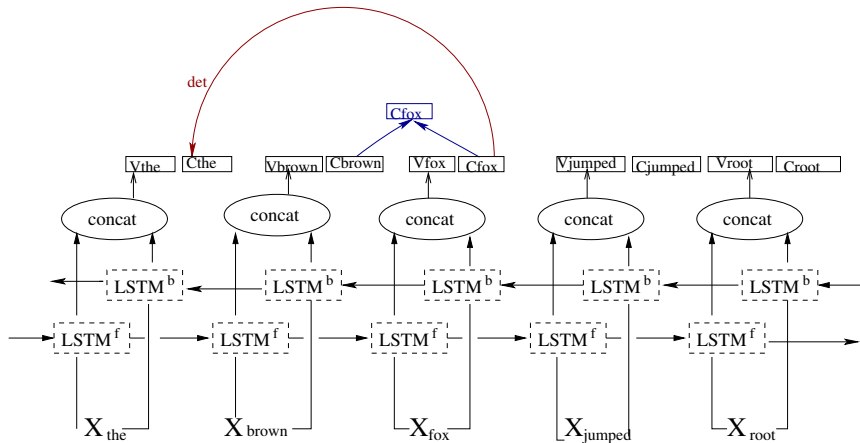 det
Cfox
Vthe Cthe Vbrown Cbrown Vfox Cfox Vjumped Cjumped Vroot Croot
concat concat concat concat concat
LSTM b LSTM b LSTM b LSTM b LSTM b
LSTM f LSTM f LSTM f LSTM f LSTM f
X the X brown X fox X jumped X root